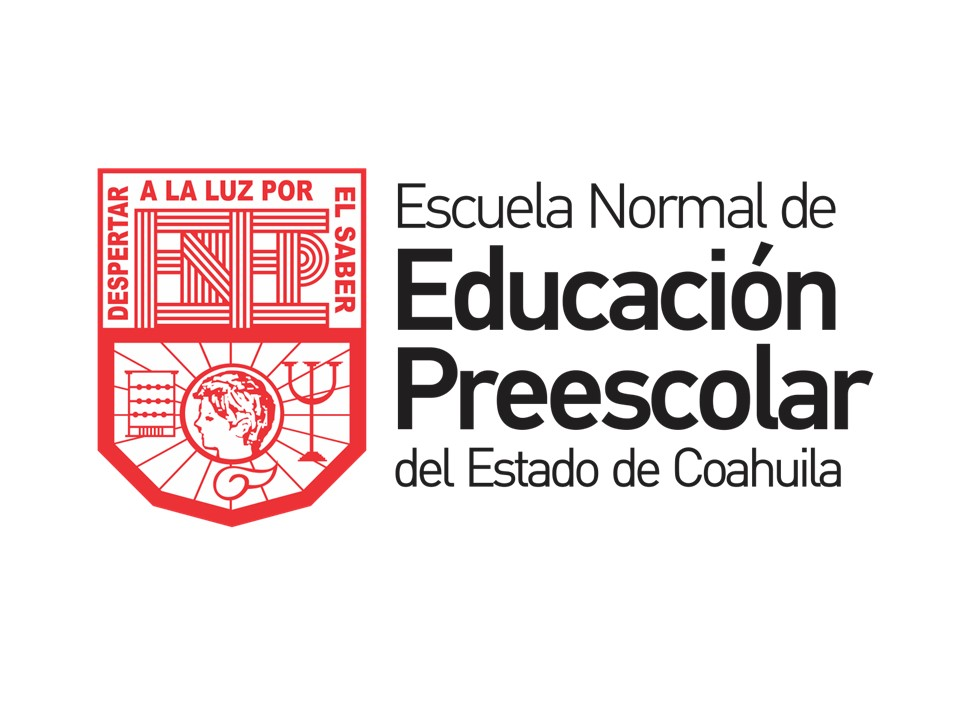 DESPERTAR
A LA LUZ POR
EL SABER
ENP
Escuela Normal de
Educación
Preescolar
del Estado de Coahuila